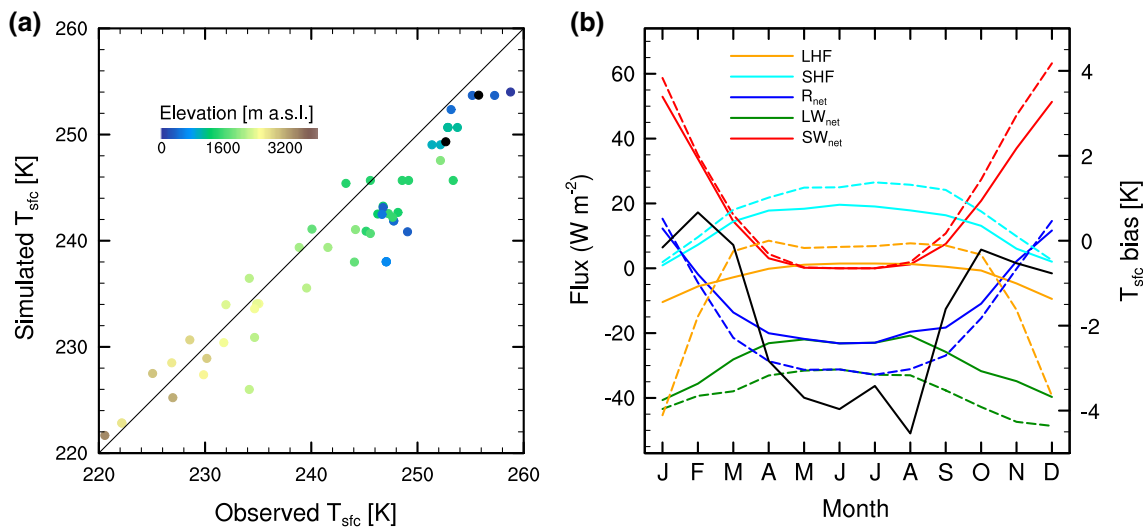 (a)
260
250
240
230
220
Simulated T_sfc [K]
Elevation [m a.s.l.]
0 1600 3200
220 230 240 250 260
Observed T_sfc [K]
(b)
60
40
20
0
-20
-40
Flux (W m^-2)
LHF
SHF
R_net
LW_net
SW_net
4
2
0
-2
-4
T_sfc bias [K]
J F M A M J J A S O N D
Month